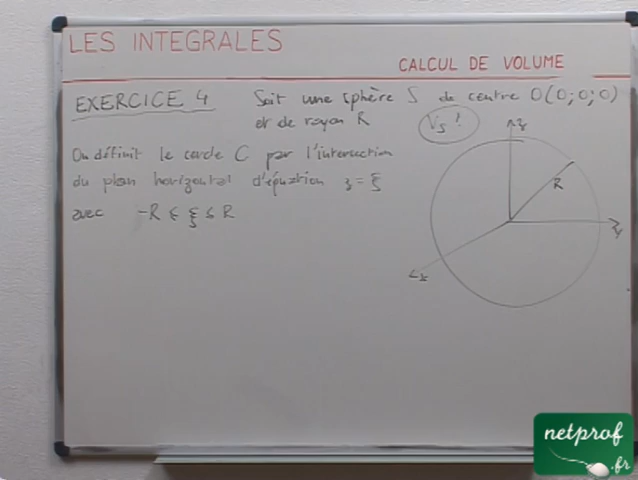 LES INTEGRALES
CALCUL DE VOLUME
EXERCICE 4 Soit une sphère S de centre O(0;0;0)
et de rayon R
V_S ?
On définit le cercle C par l'intersection
du plan horizontal d'équation z = ξ
avec -R ≤ ξ ≤ R
z
R
y
x
netprof
.fr